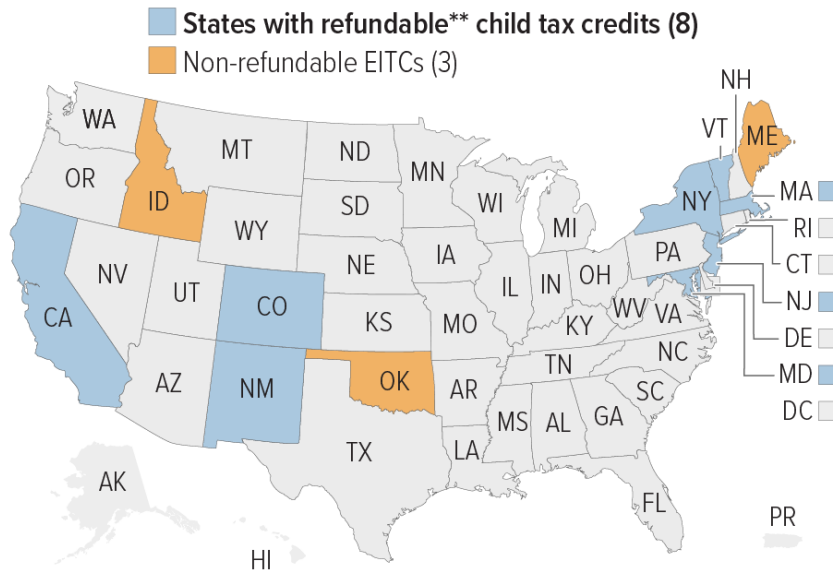 States with refundable** child tax credits (8)
Non-refundable EITCs (3)
NH
WA
VT
ME
MT
ND
MN
OR
ID
SD
WI
NY
MA
WY
MI
RI
IA
NE
PA
CT
NV
UT
IL
IN
OH
NJ
CA
CO
KS
MO
WV
VA
DE
KY
NC
MD
TN
AZ
NM
OK
AR
SC
DC
MS
AL
GA
TX
LA
AK
FL
PR
HI